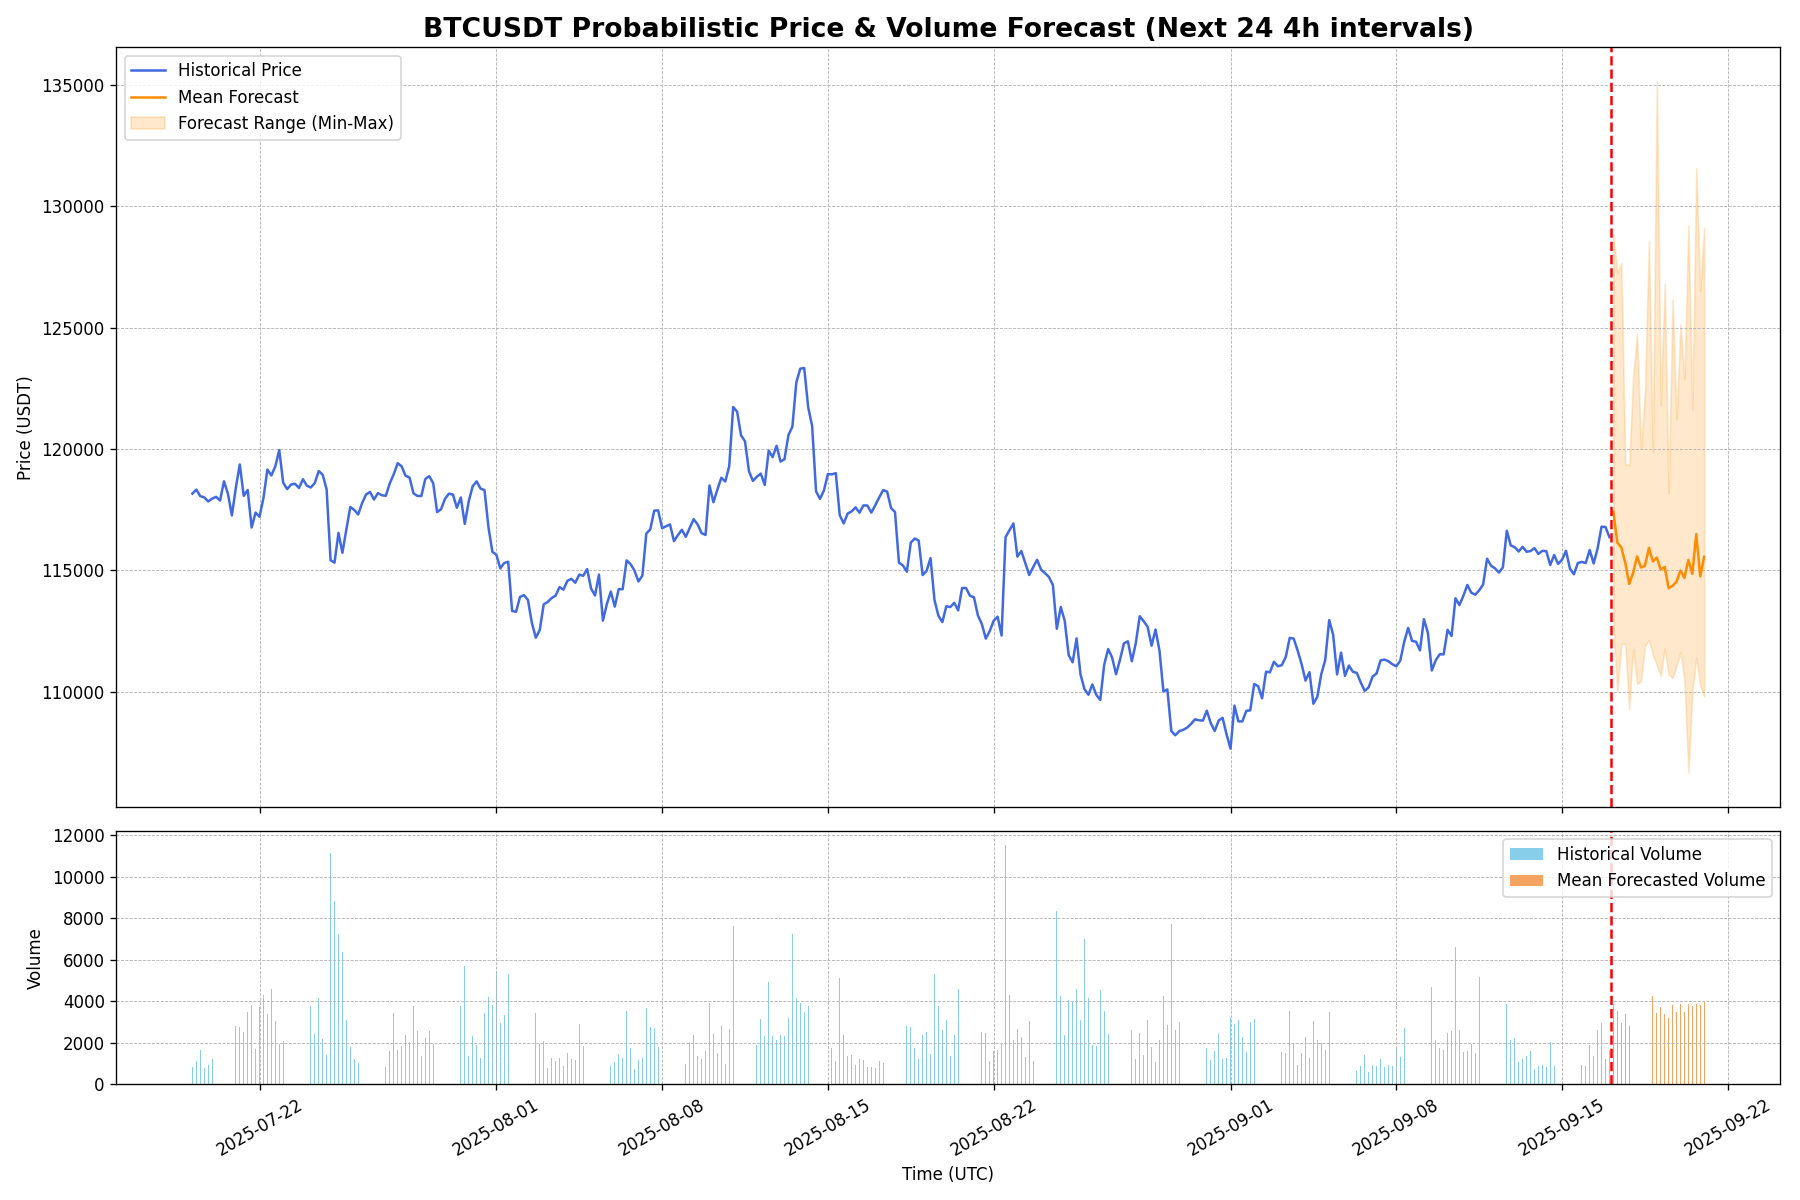 BTCUSDT Probabilistic Price & Volume Forecast (Next 24 4h intervals)
Historical Price
Mean Forecast
Forecast Range (Min-Max)
135000
130000
125000
120000
115000
110000
Price (USDT)
Historical Volume
Mean Forecasted Volume
12000
10000
8000
6000
4000
2000
0
Volume
2025-07-22
2025-08-01
2025-08-08
2025-08-15
2025-08-22
2025-09-01
2025-09-08
2025-09-15
2025-09-22
Time (UTC)